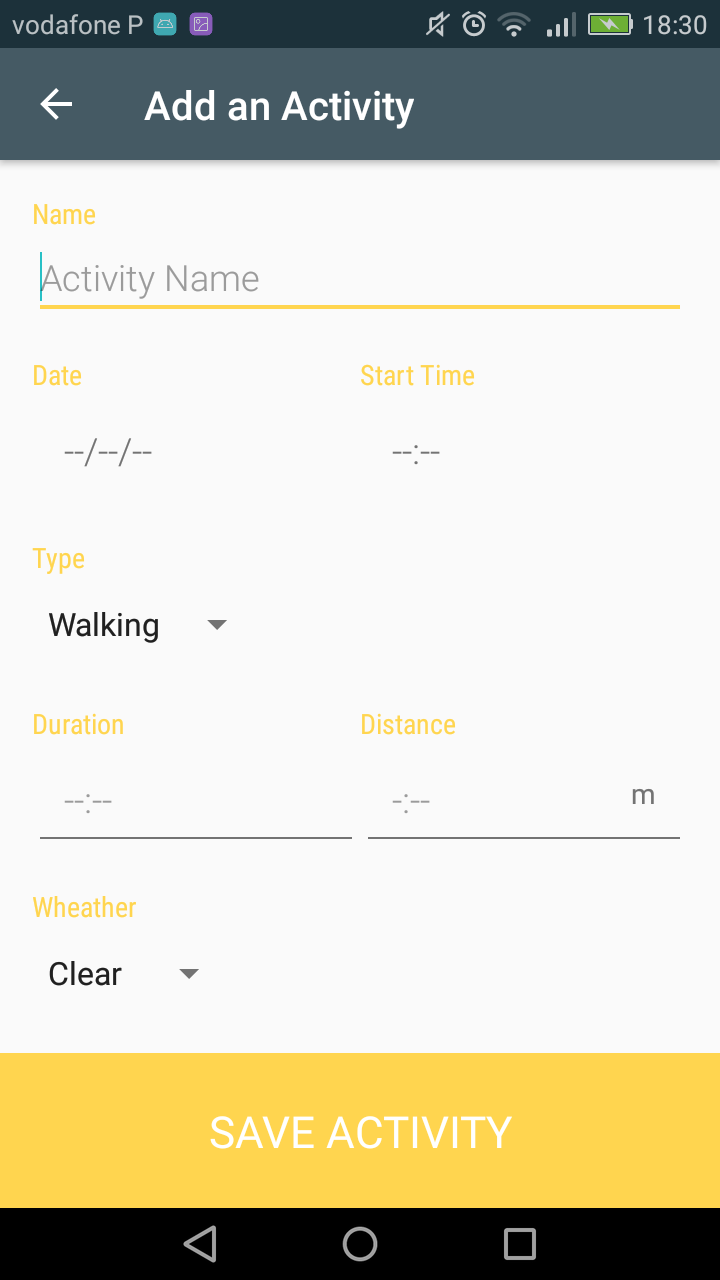 vodafone P 18:30
Add an Activity
Name
Activity Name
Date Start Time
--/--/-- --:--
Type
Walking
Duration Distance
--:-- -:-- m
Wheather
Clear
SAVE ACTIVITY